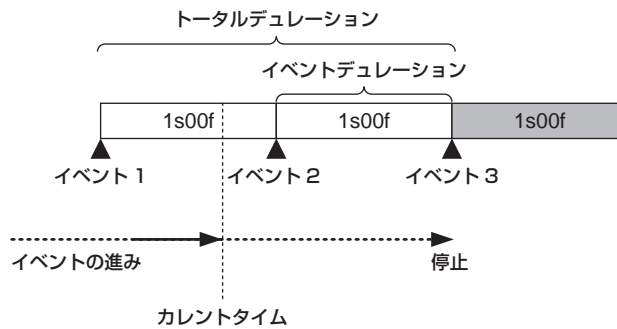 トータルデュレーション
イベントデュレーション
1s00f 1s00f 1s00f
イベント 1 イベント 2 イベント 3
イベントの進み 停止
カレントタイム